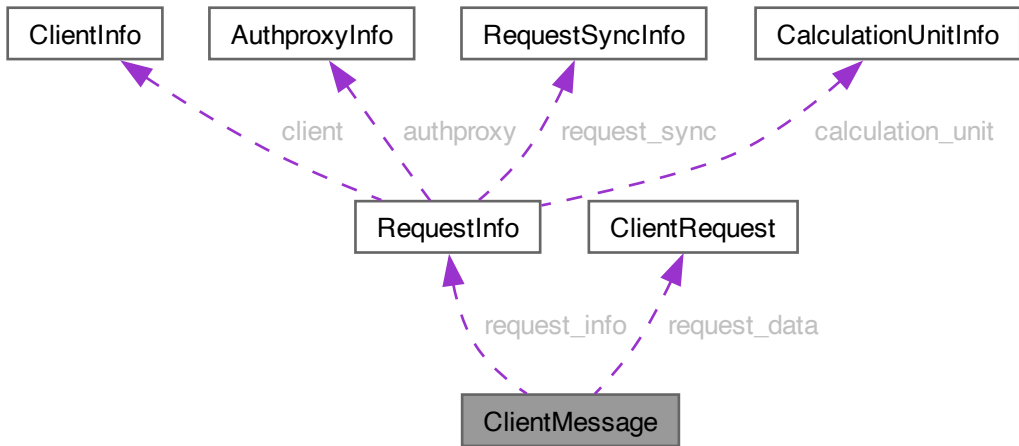 ClientInfo
AuthproxyInfo
RequestSyncInfo
CalculationUnitInfo
client
authproxy
request_sync
calculation_unit
RequestInfo
ClientRequest
request_info
request_data
ClientMessage